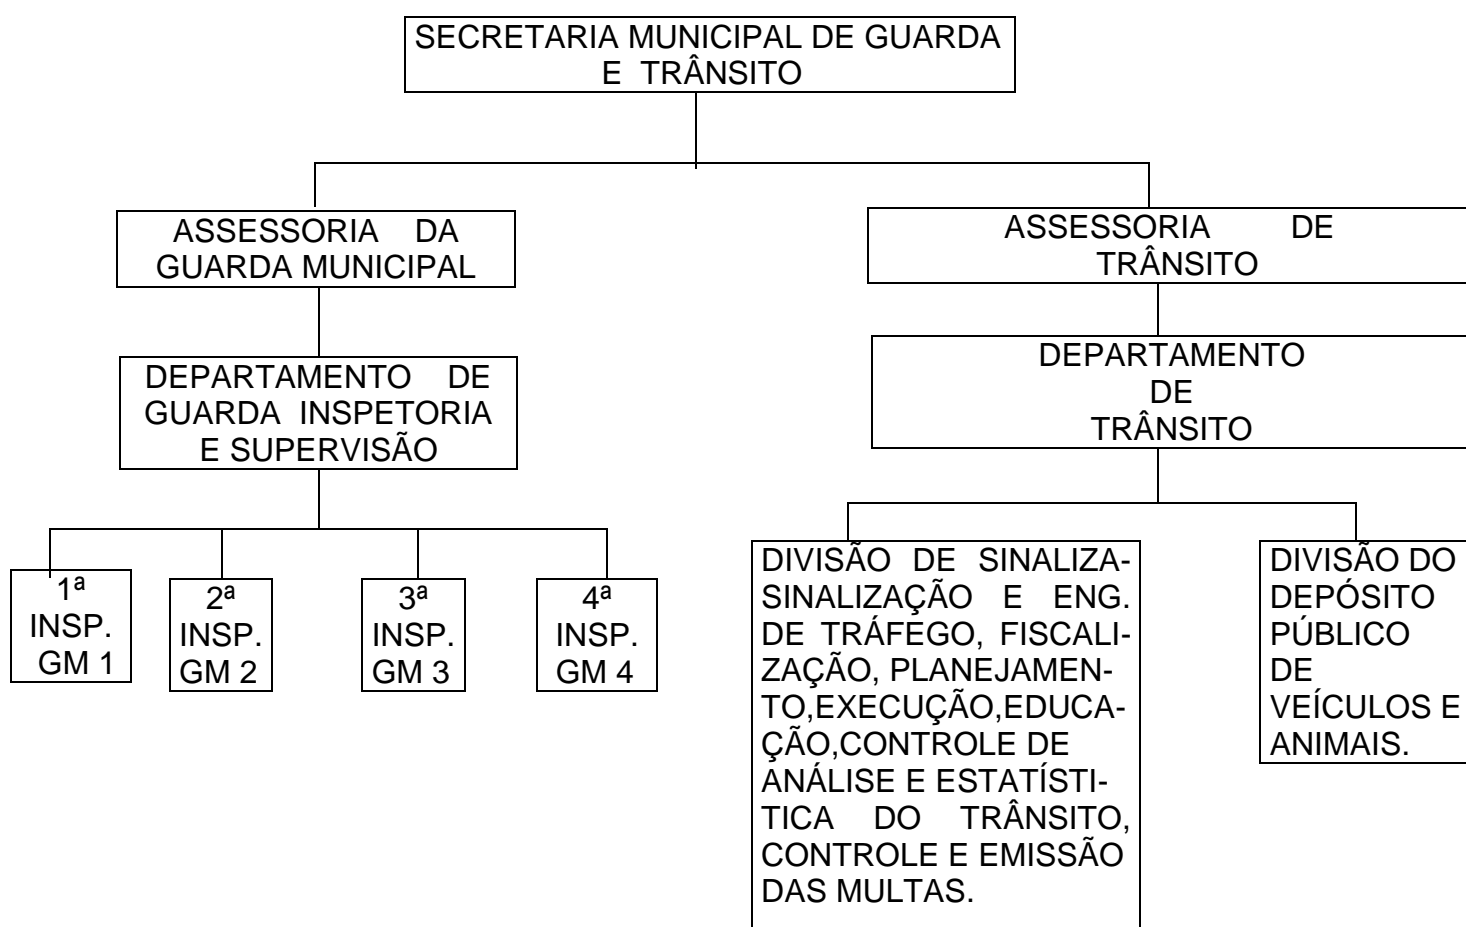 SECRETARIA MUNICIPAL DE GUARDA
E TRÂNSITO
ASSESSORIA DA
GUARDA MUNICIPAL
ASSESSORIA DE
TRÂNSITO
DEPARTAMENTO DE
GUARDA INSPETORIA
E SUPERVISÃO
DEPARTAMENTO
DE
TRÂNSITO
1ª
INSP.
GM 1
2ª
INSP.
GM 2
3ª
INSP.
GM 3
4ª
INSP.
GM 4
DIVISÃO DE SINALIZA-
SINALIZAÇÃO E ENG.
DE TRÁFEGO, FISCALI-
ZAÇÃO, PLANEJAMEN-
TO,EXECUÇÃO,EDUCA-
ÇÃO,CONTROLE DE
ANÁLISE E ESTATÍSTI-
TICA DO TRÂNSITO,
CONTROLE E EMISSÃO
DAS MULTAS.
DIVISÃO DO
DEPÓSITO
PÚBLICO
DE
VEÍCULOS E
ANIMAIS.